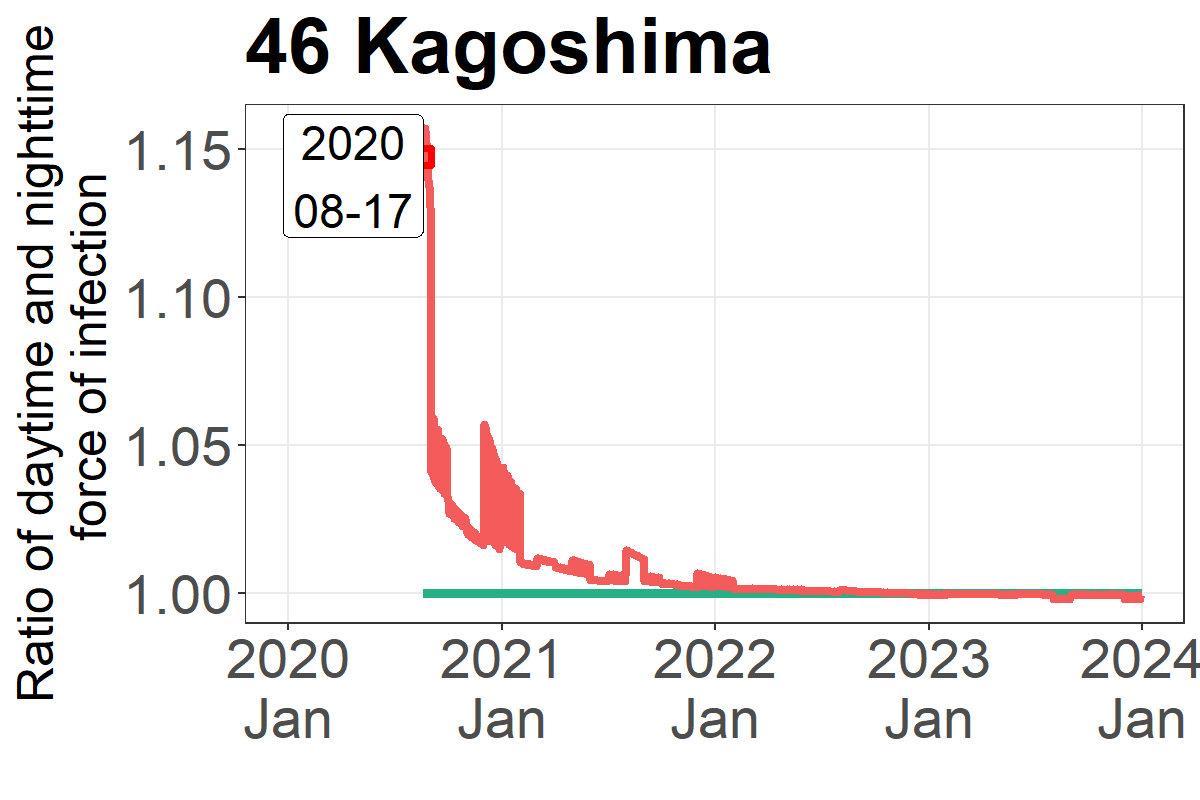 46 Kagoshima
Ratio of daytime and nighttime
force of infection
1.15
1.10
1.05
1.00
2020
08-17
2020 2021 2022 2023 2024
Jan Jan Jan Jan Jan